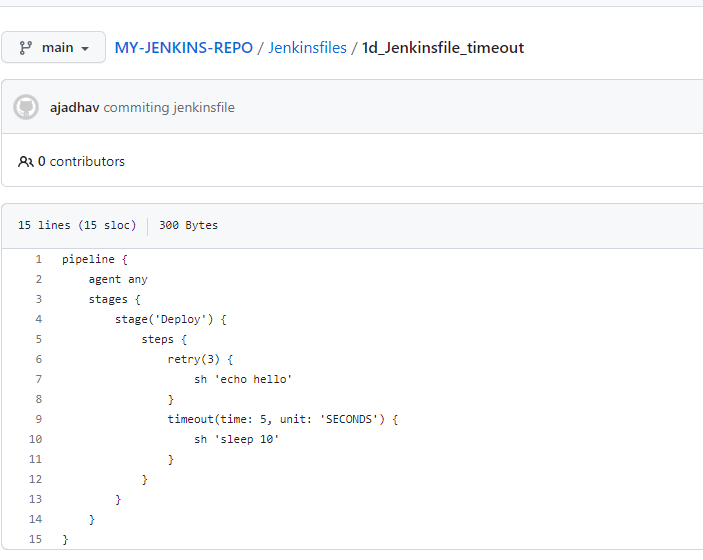 main
MY-JENKINS-REPO / Jenkinsfiles / 1d_Jenkinsfile_timeout
ajadhav commiting jenkinsfile
0 contributors
15 lines (15 sloc) 300 Bytes
1 pipeline {
2     agent any
3     stages {
4         stage('Deploy') {
5             steps {
6                 retry(3) {
7                     sh 'echo hello'
8                 }
9                 timeout(time: 5, unit: 'SECONDS') {
10                     sh 'sleep 10'
11                 }
12             }
13         }
14     }
15 }